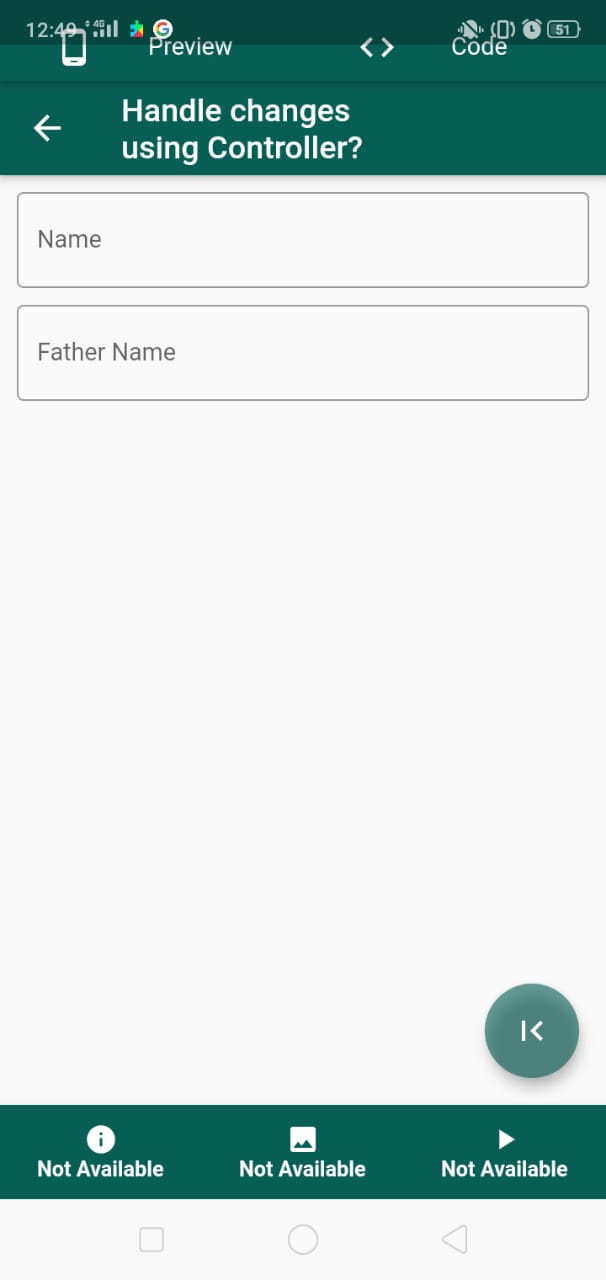 12:49 4G 51
Preview Code
Handle changes
using Controller?
Name
Father Name
Not Available Not Available Not Available